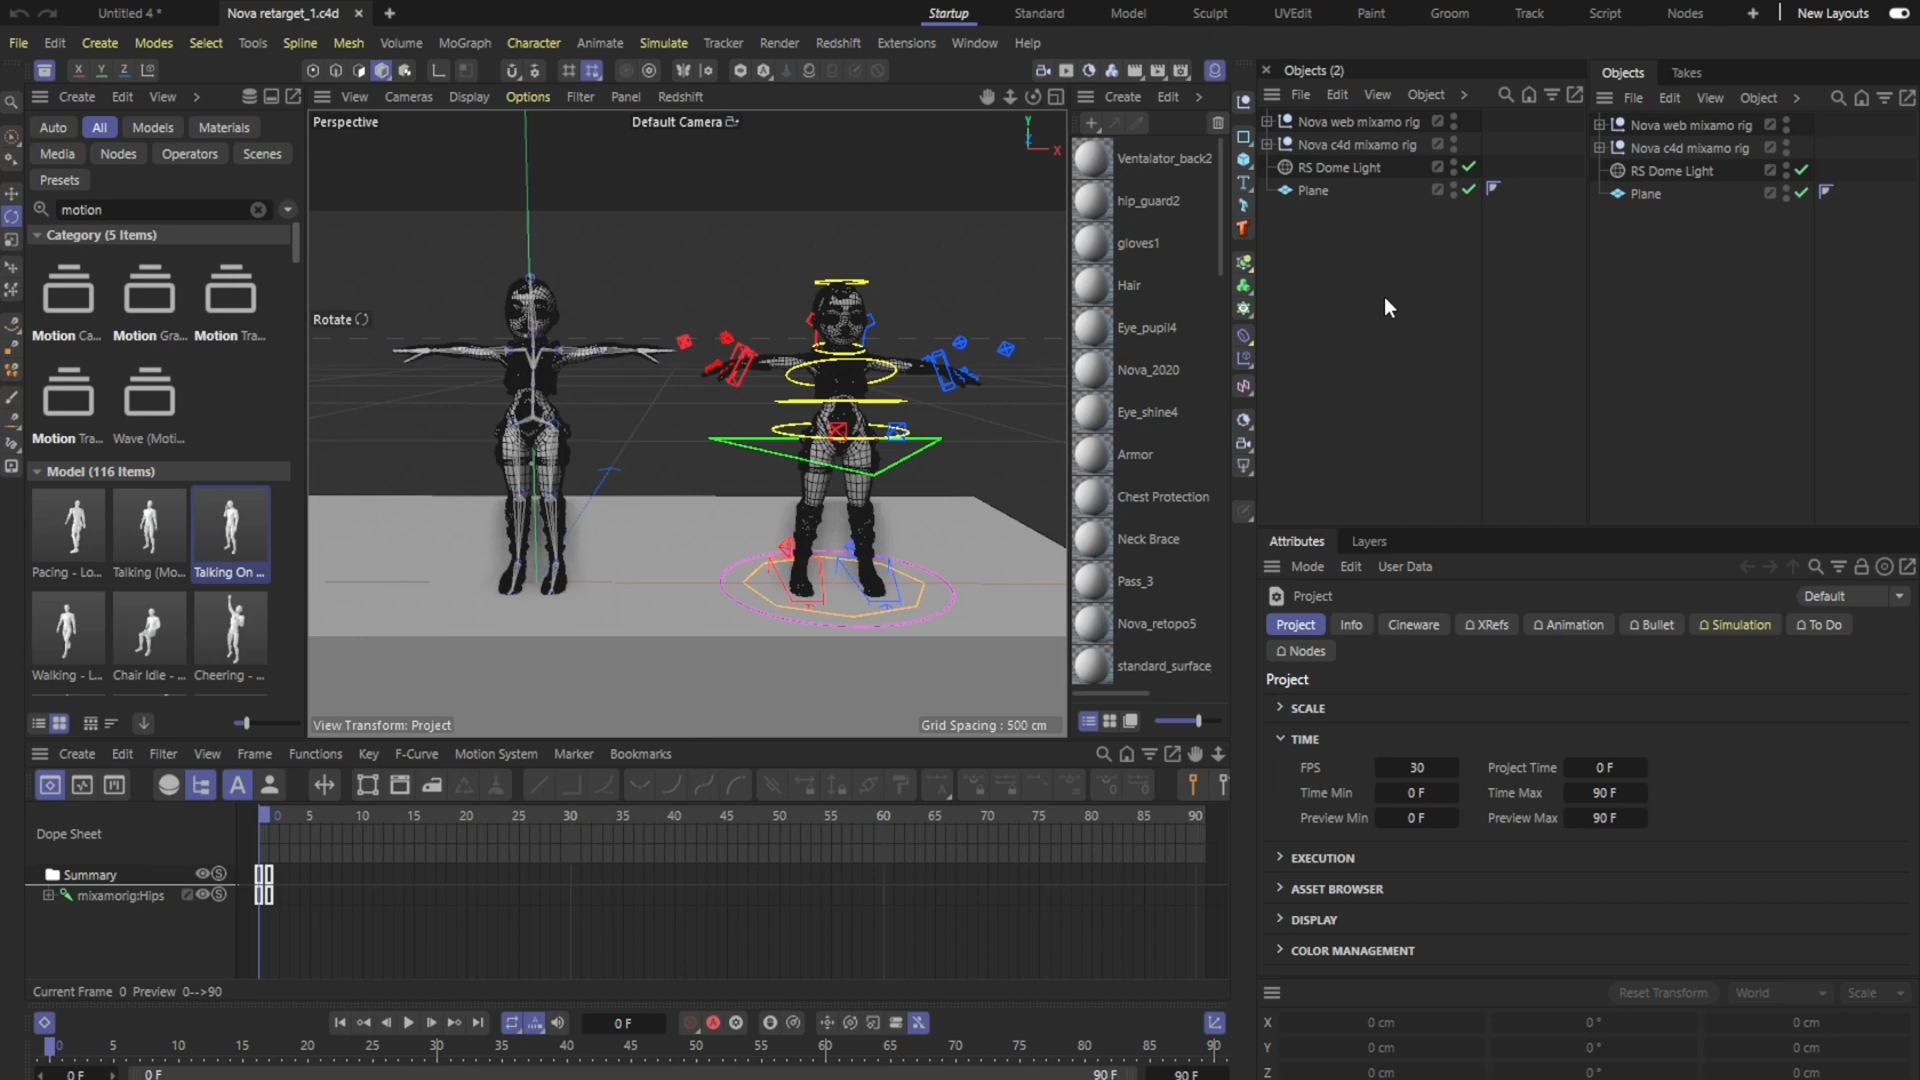 Untitled 4 *
Nova retarget_1.c4d
Startup
Standard
Model
Sculpt
UVEdit
Paint
Groom
Track
Script
Nodes
New Layouts
File Edit Create Modes Select Tools Spline Mesh Volume MoGraph Character Animate Simulate Tracker Render Redshift Extensions Window Help
X Y Z
Create Edit View
View Cameras Display Options Filter Panel Redshift
Create Edit
Auto All Models Materials
Media Nodes Operators Scenes
Presets
motion
Category (5 Items)
Motion Ca... Motion Gra... Motion Tra...
Motion Tra... Wave (Moti...
Model (116 Items)
Pacing - Lo... Talking (Mo... Talking On ...
Walking - L... Chair Idle - ... Cheering - ...
Perspective
Default Camera
Y
Z
X
Rotate
View Transform: Project
Grid Spacing : 500 cm
Ventalator_back2
hip_guard2
gloves1
Hair
Eye_pupil4
Nova_2020
Eye_shine4
Armor
Chest Protection
Neck Brace
Pass_3
Nova_retopo5
standard_surface
Objects (2)
File Edit View Object
Nova web mixamo rig
Nova c4d mixamo rig
RS Dome Light
Plane
Objects Takes
File Edit View Object
Nova web mixamo rig
Nova c4d mixamo rig
RS Dome Light
Plane
Attributes Layers
Mode Edit User Data
Project
Default
Project Info Cineware XRefs Animation Bullet Simulation To Do
Nodes
Project
SCALE
TIME
FPS 30 Project Time 0 F
Time Min 0 F Time Max 90 F
Preview Min 0 F Preview Max 90 F
EXECUTION
ASSET BROWSER
DISPLAY
COLOR MANAGEMENT
Reset Transform World Scale
X 0 cm 0 ° 0 cm
Y 0 cm 0 ° 0 cm
Z 0 cm 0 ° 0 cm
Create Edit Filter View Frame Functions Key F-Curve Motion System Marker Bookmarks
0 5 10 15 20 25 30 35 40 45 50 55 60 65 70 75 80 85 90
Dope Sheet
Summary
mixamorig:Hips
Current Frame 0 Preview 0-->90
0 F
0 5 10 15 20 25 30 35 40 45 50 55 60 65 70 75 80 85 90
0 F 0 F 90 F 90 F